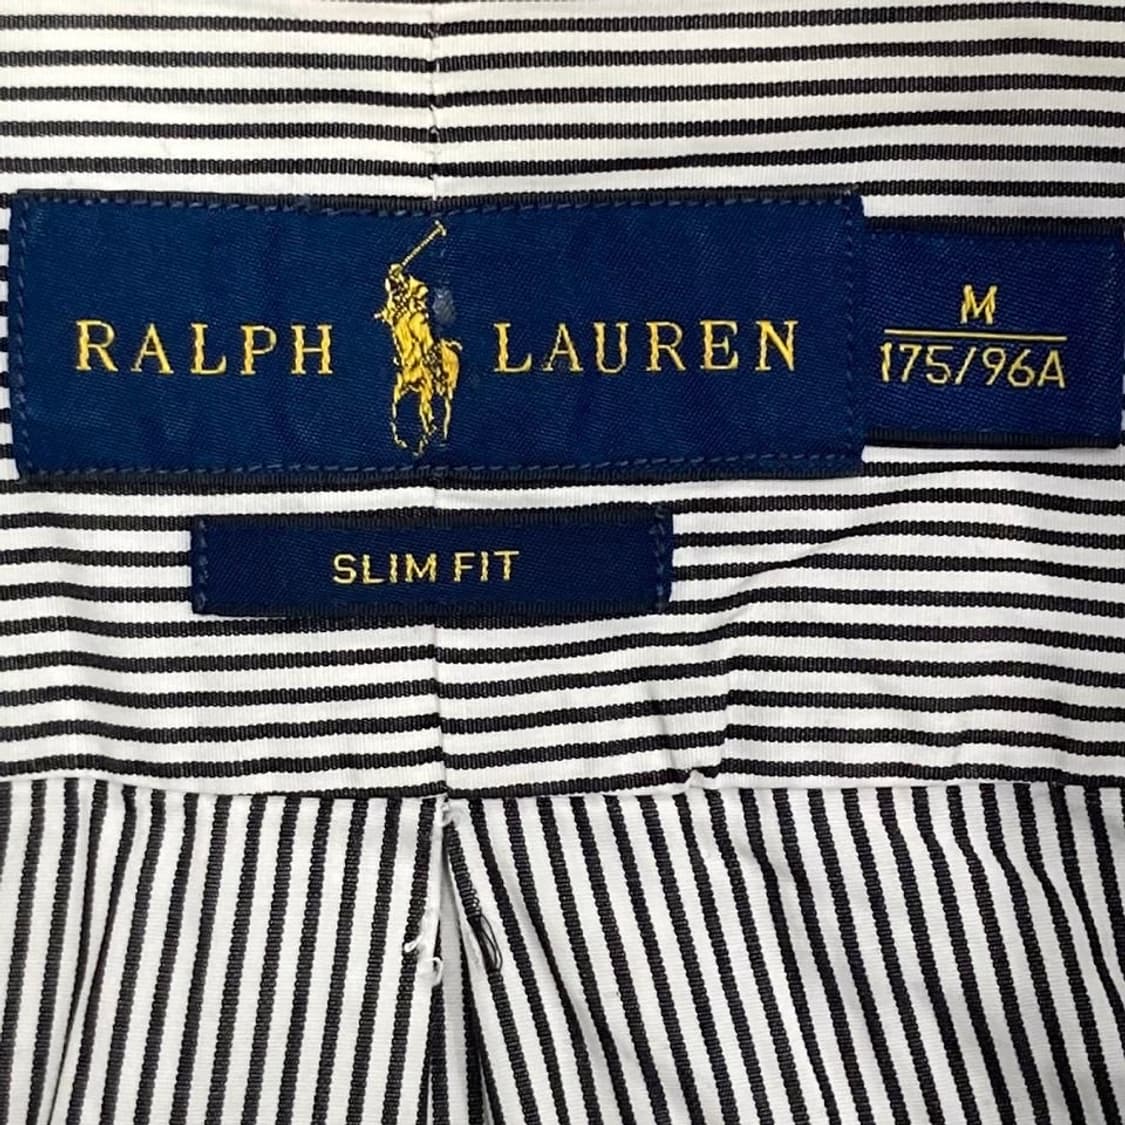 RALPH LAUREN
M
175/96A
SLIM FIT